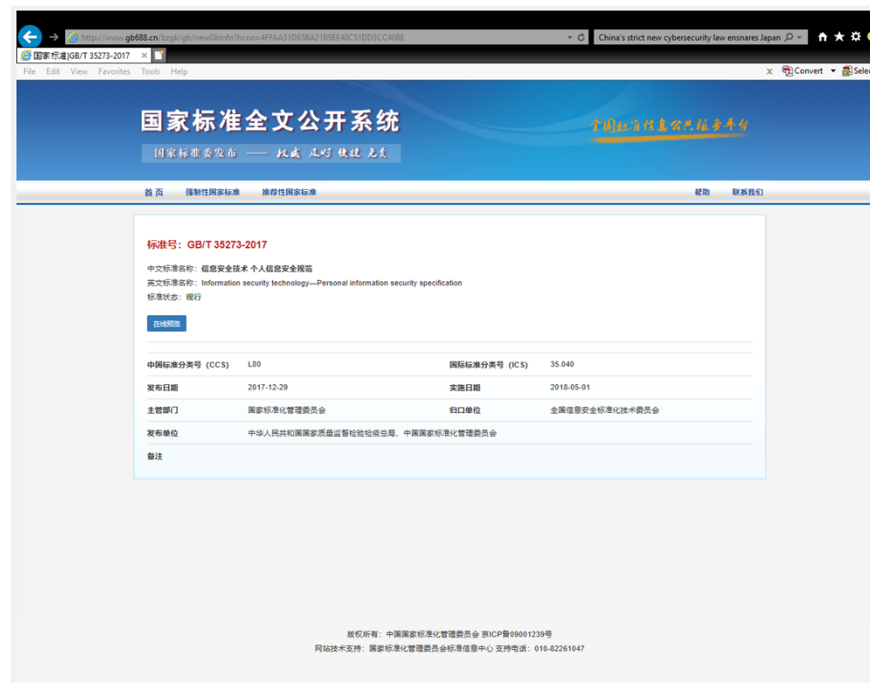 http://www.gb688.cn/bzgk/gb/newGbInfo?hcno=4FFAA51D63BA21B9EE40C51DD3CC40BE
China's strict new cybersecurity law ensnares Japan
国家标准|GB/T 35273-2017
File Edit View Favorites Tools Help
x Convert Selec
国家标准全文公开系统
全国标准信息公共服务平台
国家标准委发布 —— 权威 及时 便捷 免费
首页 强制性国家标准 推荐性国家标准 帮助 联系我们
标准号：GB/T 35273-2017
中文标准名称：信息安全技术 个人信息安全规范
英文标准名称：Information security technology—Personal information security specification
标准状态：现行
在线预览
中国标准分类号（CCS） L80 国际标准分类号（ICS） 35.040
发布日期 2017-12-29 实施日期 2018-05-01
主管部门 国家标准化管理委员会 归口单位 全国信息安全标准化技术委员会
发布单位 中华人民共和国国家质量监督检验检疫总局、中国国家标准化管理委员会
备注
版权所有：中国国家标准化管理委员会 京ICP备09001239号
网站技术支持：国家标准化管理委员会标准信息中心 支持电话：010-82261047